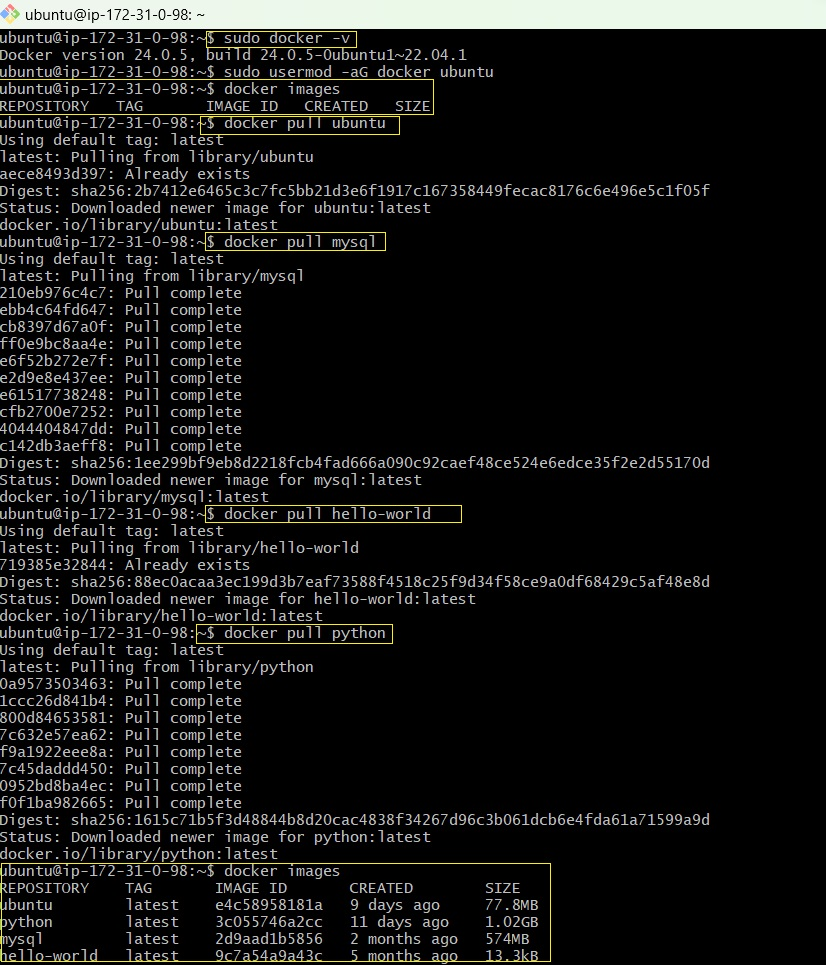 ubuntu@ip-172-31-0-98: ~
ubuntu@ip-172-31-0-98:~$ sudo docker -v
Docker version 24.0.5, build 24.0.5-0ubuntu1~22.04.1
ubuntu@ip-172-31-0-98:~$ sudo usermod -aG docker ubuntu
ubuntu@ip-172-31-0-98:~$ docker images
REPOSITORY   TAG       IMAGE ID   CREATED   SIZE
ubuntu@ip-172-31-0-98:~$ docker pull ubuntu
Using default tag: latest
latest: Pulling from library/ubuntu
aece8493d397: Already exists
Digest: sha256:2b7412e6465c3c7fc5bb21d3e6f1917c167358449fecac8176c6e496e5c1f05f
Status: Downloaded newer image for ubuntu:latest
docker.io/library/ubuntu:latest
ubuntu@ip-172-31-0-98:~$ docker pull mysql
Using default tag: latest
latest: Pulling from library/mysql
210eb976c4c7: Pull complete
ebb4c64fd647: Pull complete
cb8397d67a0f: Pull complete
ff0e9bc8aa4e: Pull complete
e6f52b272e7f: Pull complete
e2d9e8e437ee: Pull complete
e61517738248: Pull complete
cfb2700e7252: Pull complete
4044404847dd: Pull complete
c142db3aeff8: Pull complete
Digest: sha256:1ee299bf9eb8d2218fcb4fad666a090c92caef48ce524e6edce35f2e2d55170d
Status: Downloaded newer image for mysql:latest
docker.io/library/mysql:latest
ubuntu@ip-172-31-0-98:~$ docker pull hello-world
Using default tag: latest
latest: Pulling from library/hello-world
719385e32844: Already exists
Digest: sha256:88ec0acaa3ec199d3b7eaf73588f4518c25f9d34f58ce9a0df68429c5af48e8d
Status: Downloaded newer image for hello-world:latest
docker.io/library/hello-world:latest
ubuntu@ip-172-31-0-98:~$ docker pull python
Using default tag: latest
latest: Pulling from library/python
0a9573503463: Pull complete
1ccc26d841b4: Pull complete
800d84653581: Pull complete
7c632e57ea62: Pull complete
f9a1922eee8a: Pull complete
7c45daddd450: Pull complete
0952bd8ba4ec: Pull complete
f0f1ba982665: Pull complete
Digest: sha256:1615c71b5f3d48844b8d20cac4838f34267d96c3b061dcb6e4fda61a71599a9d
Status: Downloaded newer image for python:latest
docker.io/library/python:latest
ubuntu@ip-172-31-0-98:~$ docker images
REPOSITORY    TAG       IMAGE ID       CREATED        SIZE
ubuntu        latest    e4c58958181a   9 days ago     77.8MB
python        latest    3c055746a2cc   11 days ago    1.02GB
mysql         latest    2d9aad1b5856   2 months ago   574MB
hello-world   latest    9c7a54a9a43c   5 months ago   13.3kB